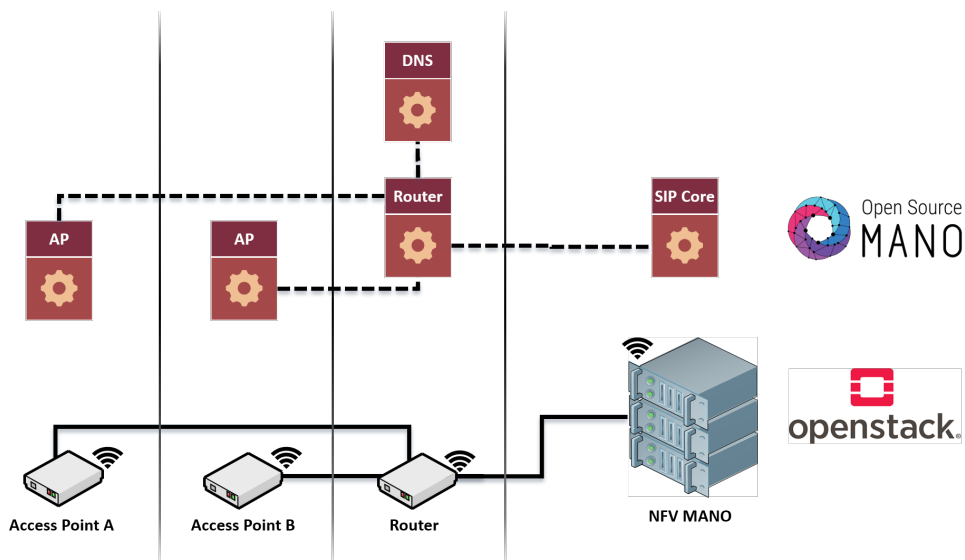 DNS
Router
SIP Core
AP
AP
Open Source
MANO
openstack.
NFV MANO
Access Point A
Access Point B
Router